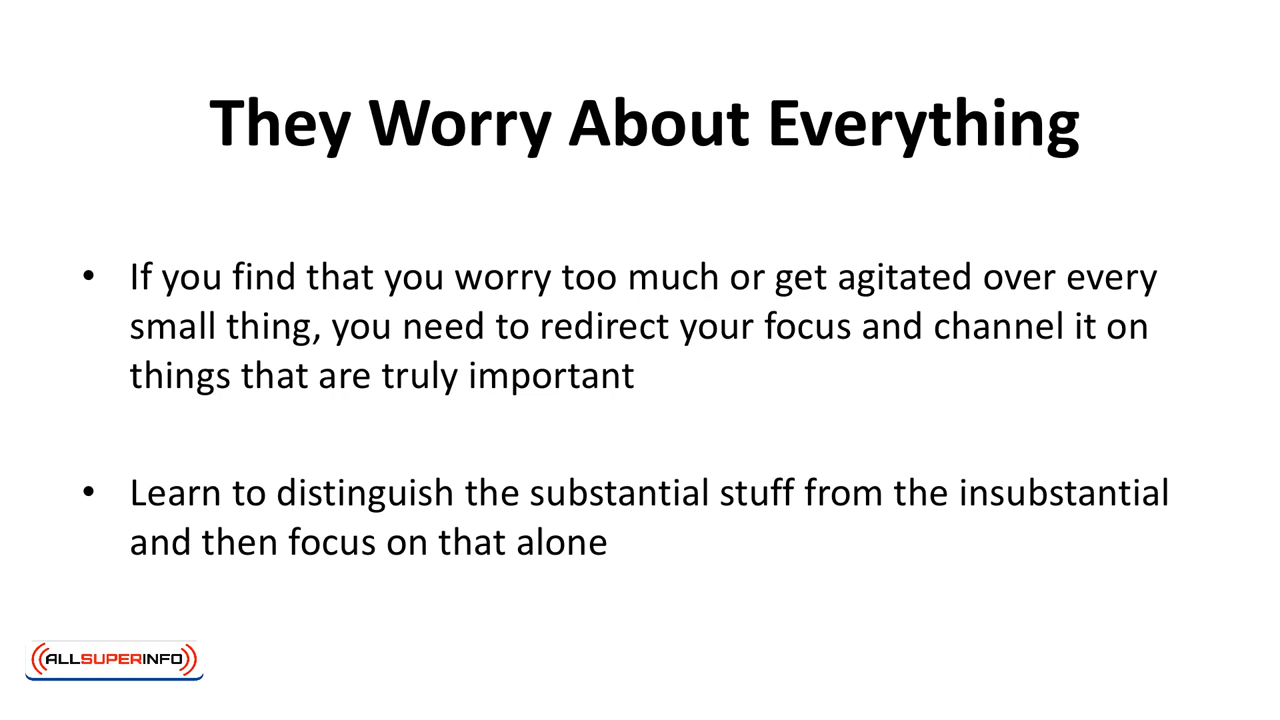 They Worry About Everything
• If you find that you worry too much or get agitated over every
small thing, you need to redirect your focus and channel it on
things that are truly important
• Learn to distinguish the substantial stuff from the insubstantial
and then focus on that alone
ALLSUPERINFO